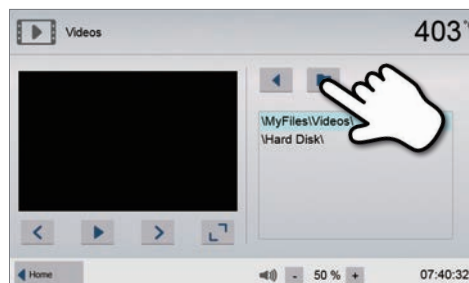 Videos
403
\MyFiles\Videos\
\Hard Disk\
Home
- 50 % +
07:40:32